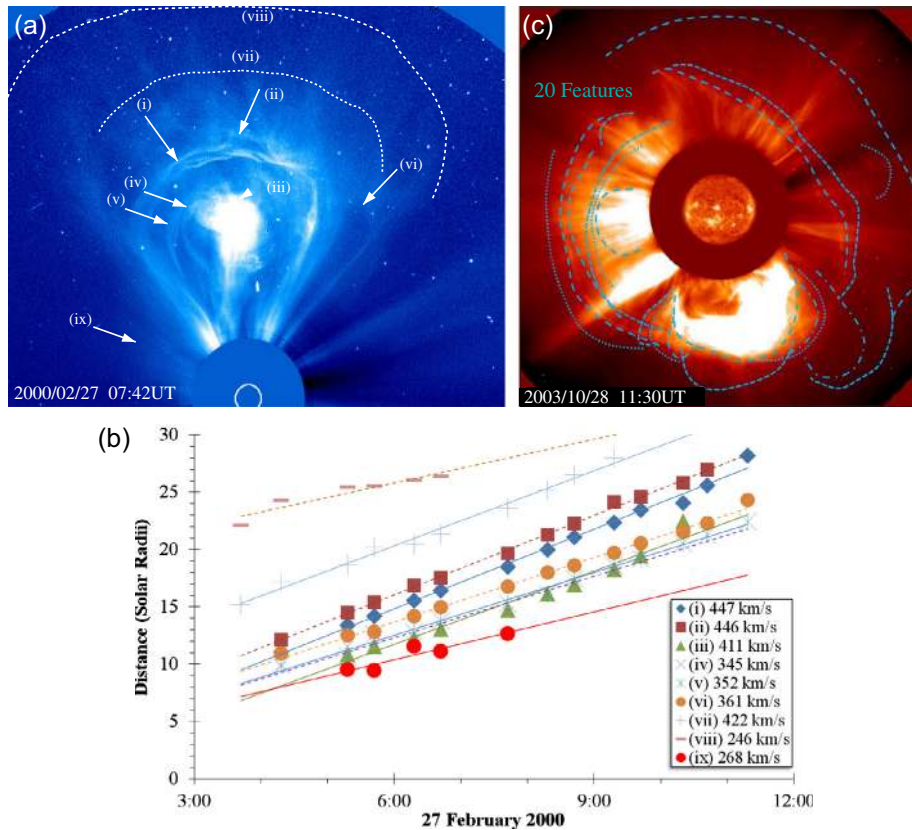 (a)
(viii)
(vii)
(i)
(ii)
(iv)
(iii)
(v)
(vi)
(ix)
2000/02/27 07:42UT
(c)
20 Features
2003/10/28 11:30UT
(b)
30
25
20
15
10
5
0
Distance (Solar Radii)
3:00
6:00
9:00
12:00
27 February 2000
(i) 447 km/s
(ii) 446 km/s
(iii) 411 km/s
(iv) 345 km/s
(v) 352 km/s
(vi) 361 km/s
(vii) 422 km/s
(viii) 246 km/s
(ix) 268 km/s